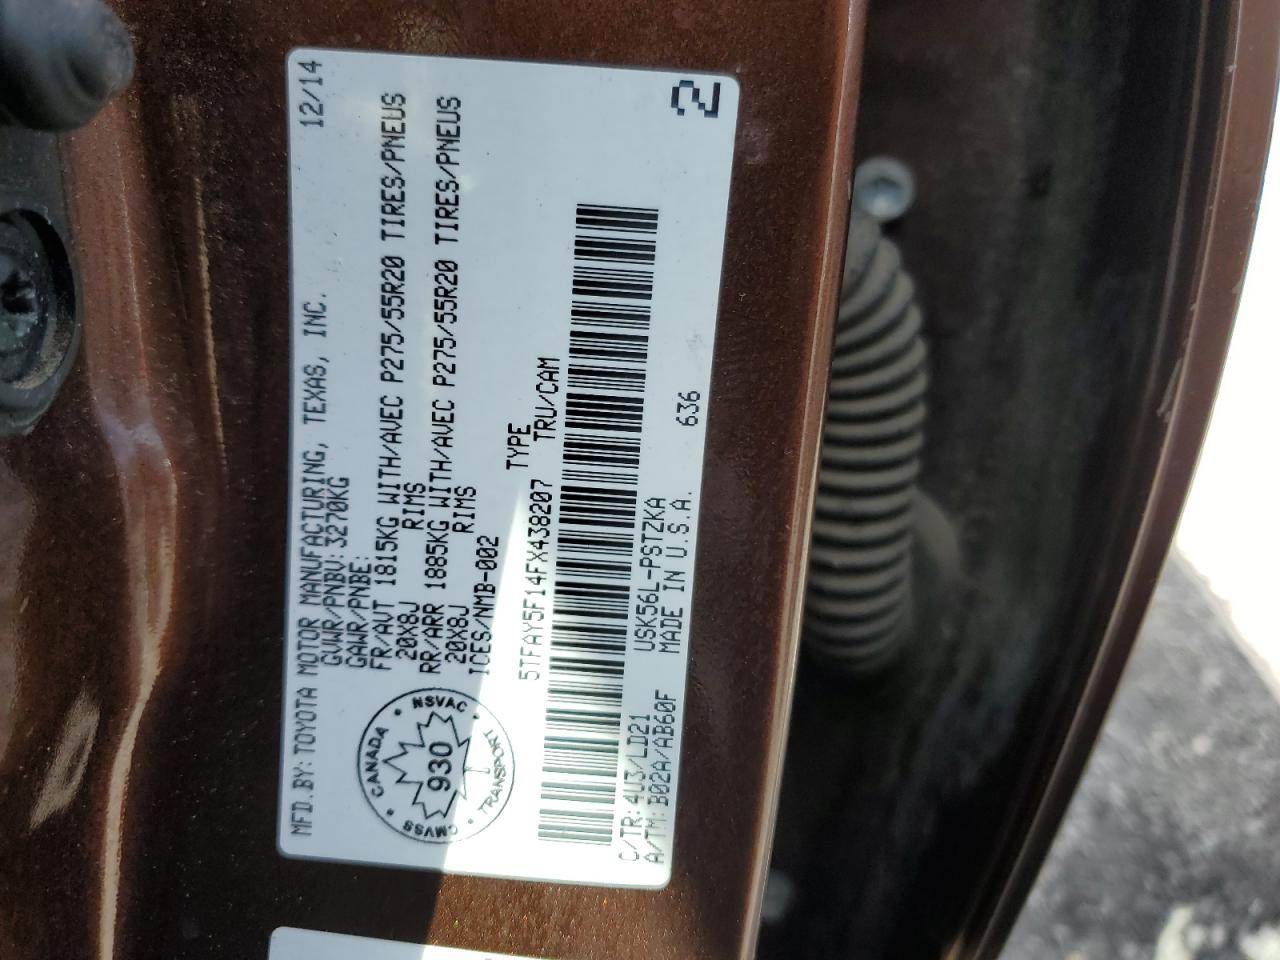 MFD.BY:TOYOTA MOTOR MANUFACTURING, TEXAS, INC. 12/14
GVWR/PNBV:3270KG
GAWR/PNBE:
FR/AVT 1815KG WITH/AVEC P275/55R20 TIRES/PNEUS
20X8J RIMS
RR/ARR 1885KG WITH/AVEC P275/55R20 TIRES/PNEUS
20X8J RIMS
ICES/NMB-002
CANADA • NSVAC • TRANSPORT • CMVSS •
930
5TFAY5F14FX438207 TYPE TRU/CAM
C/TR:4U3/LD21 USK56L-PSTZKA 636
A/TM:B02A/AB60F MADE IN U.S.A.
2